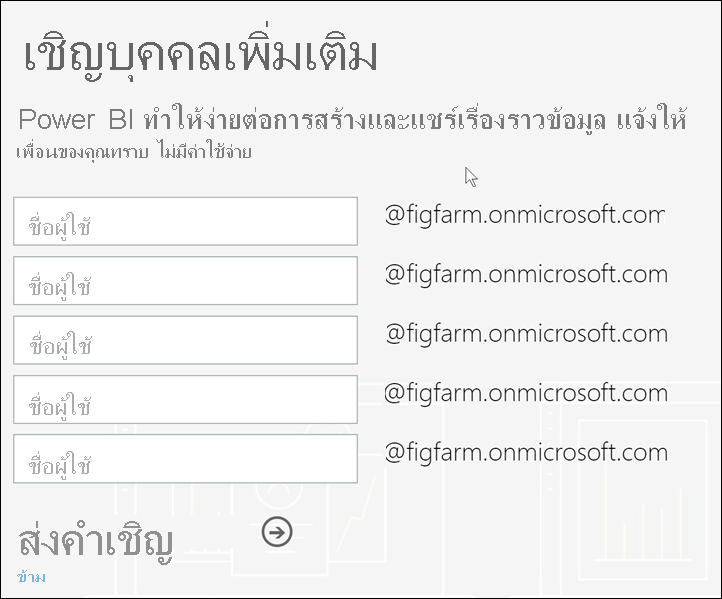 เชิญบุคคลเพิ่มเติม
Power BI ทำให้ง่ายต่อการสร้างและแชร์เรื่องราวข้อมูล แจ้งให้
เพื่อนของคุณทราบ ไม่มีค่าใช้จ่าย
ชื่อผู้ใช้ @figfarm.onmicrosoft.com
ชื่อผู้ใช้ @figfarm.onmicrosoft.com
ชื่อผู้ใช้ @figfarm.onmicrosoft.com
ชื่อผู้ใช้ @figfarm.onmicrosoft.com
ชื่อผู้ใช้ @figfarm.onmicrosoft.com
ส่งคำเชิญ
ข้าม